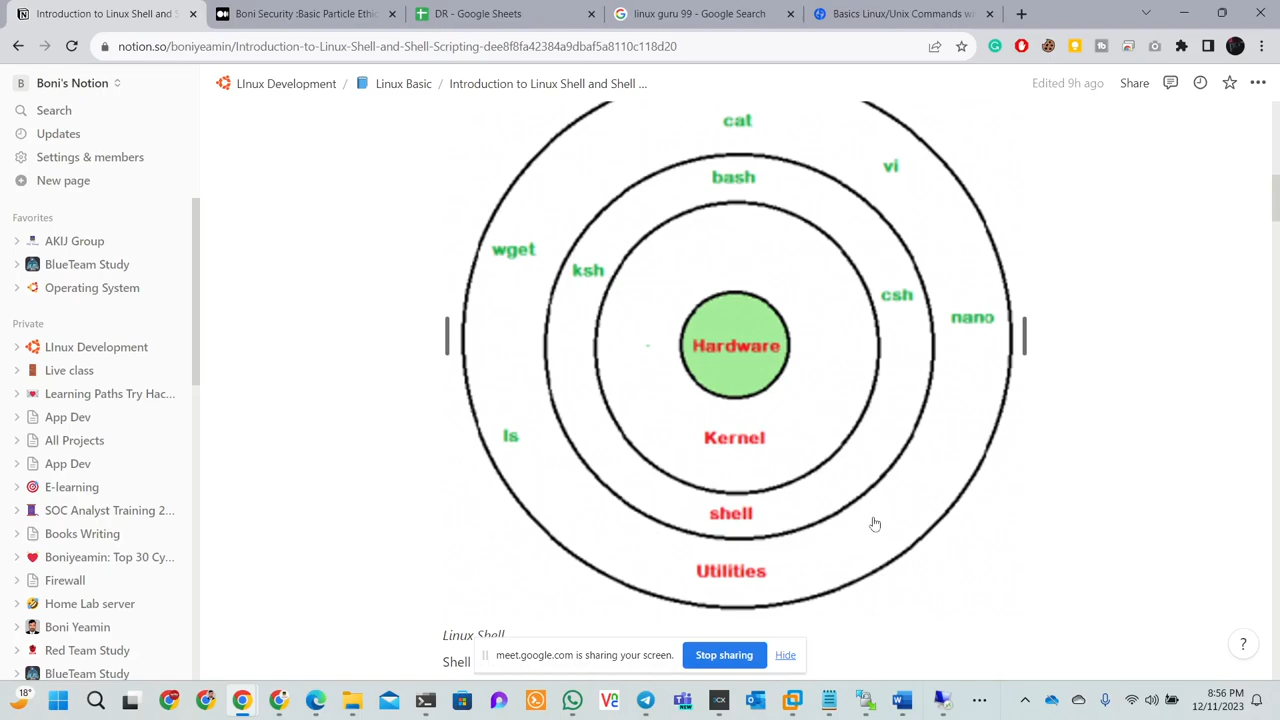 Introduction to Linux Shell and S
Boni Security :Basic Particle Ethic
DR - Google Sheets
linux guru 99 - Google Search
Basics Linux/Unix Commands w
notion.so/boniyeamin/Introduction-to-Linux-Shell-and-Shell-Scripting-dee8f8fa42384a9dbaf5a8110c118d20
B Boni's Notion
LInux Development / Linux Basic / Introduction to Linux Shell and Shell ...
Edited 9h ago Share
Search
Updates
Settings & members
New page
Favorites
AKIJ Group
BlueTeam Study
Operating System
Private
LInux Development
Live class
Learning Paths Try Hac...
App Dev
All Projects
App Dev
E-learning
SOC Analyst Training 2...
Books Writing
Boniyeamin: Top 30 Cy...
Firewall
Home Lab server
Boni Yeamin
Red Team Study
BlueTeam Study
cat
vi
bash
wget
ksh
csh
nano
Hardware
ls
Kernel
shell
Utilities
Linux Shell
Shell
meet.google.com is sharing your screen. Stop sharing Hide
?
18°
8:56 PM
12/11/2023